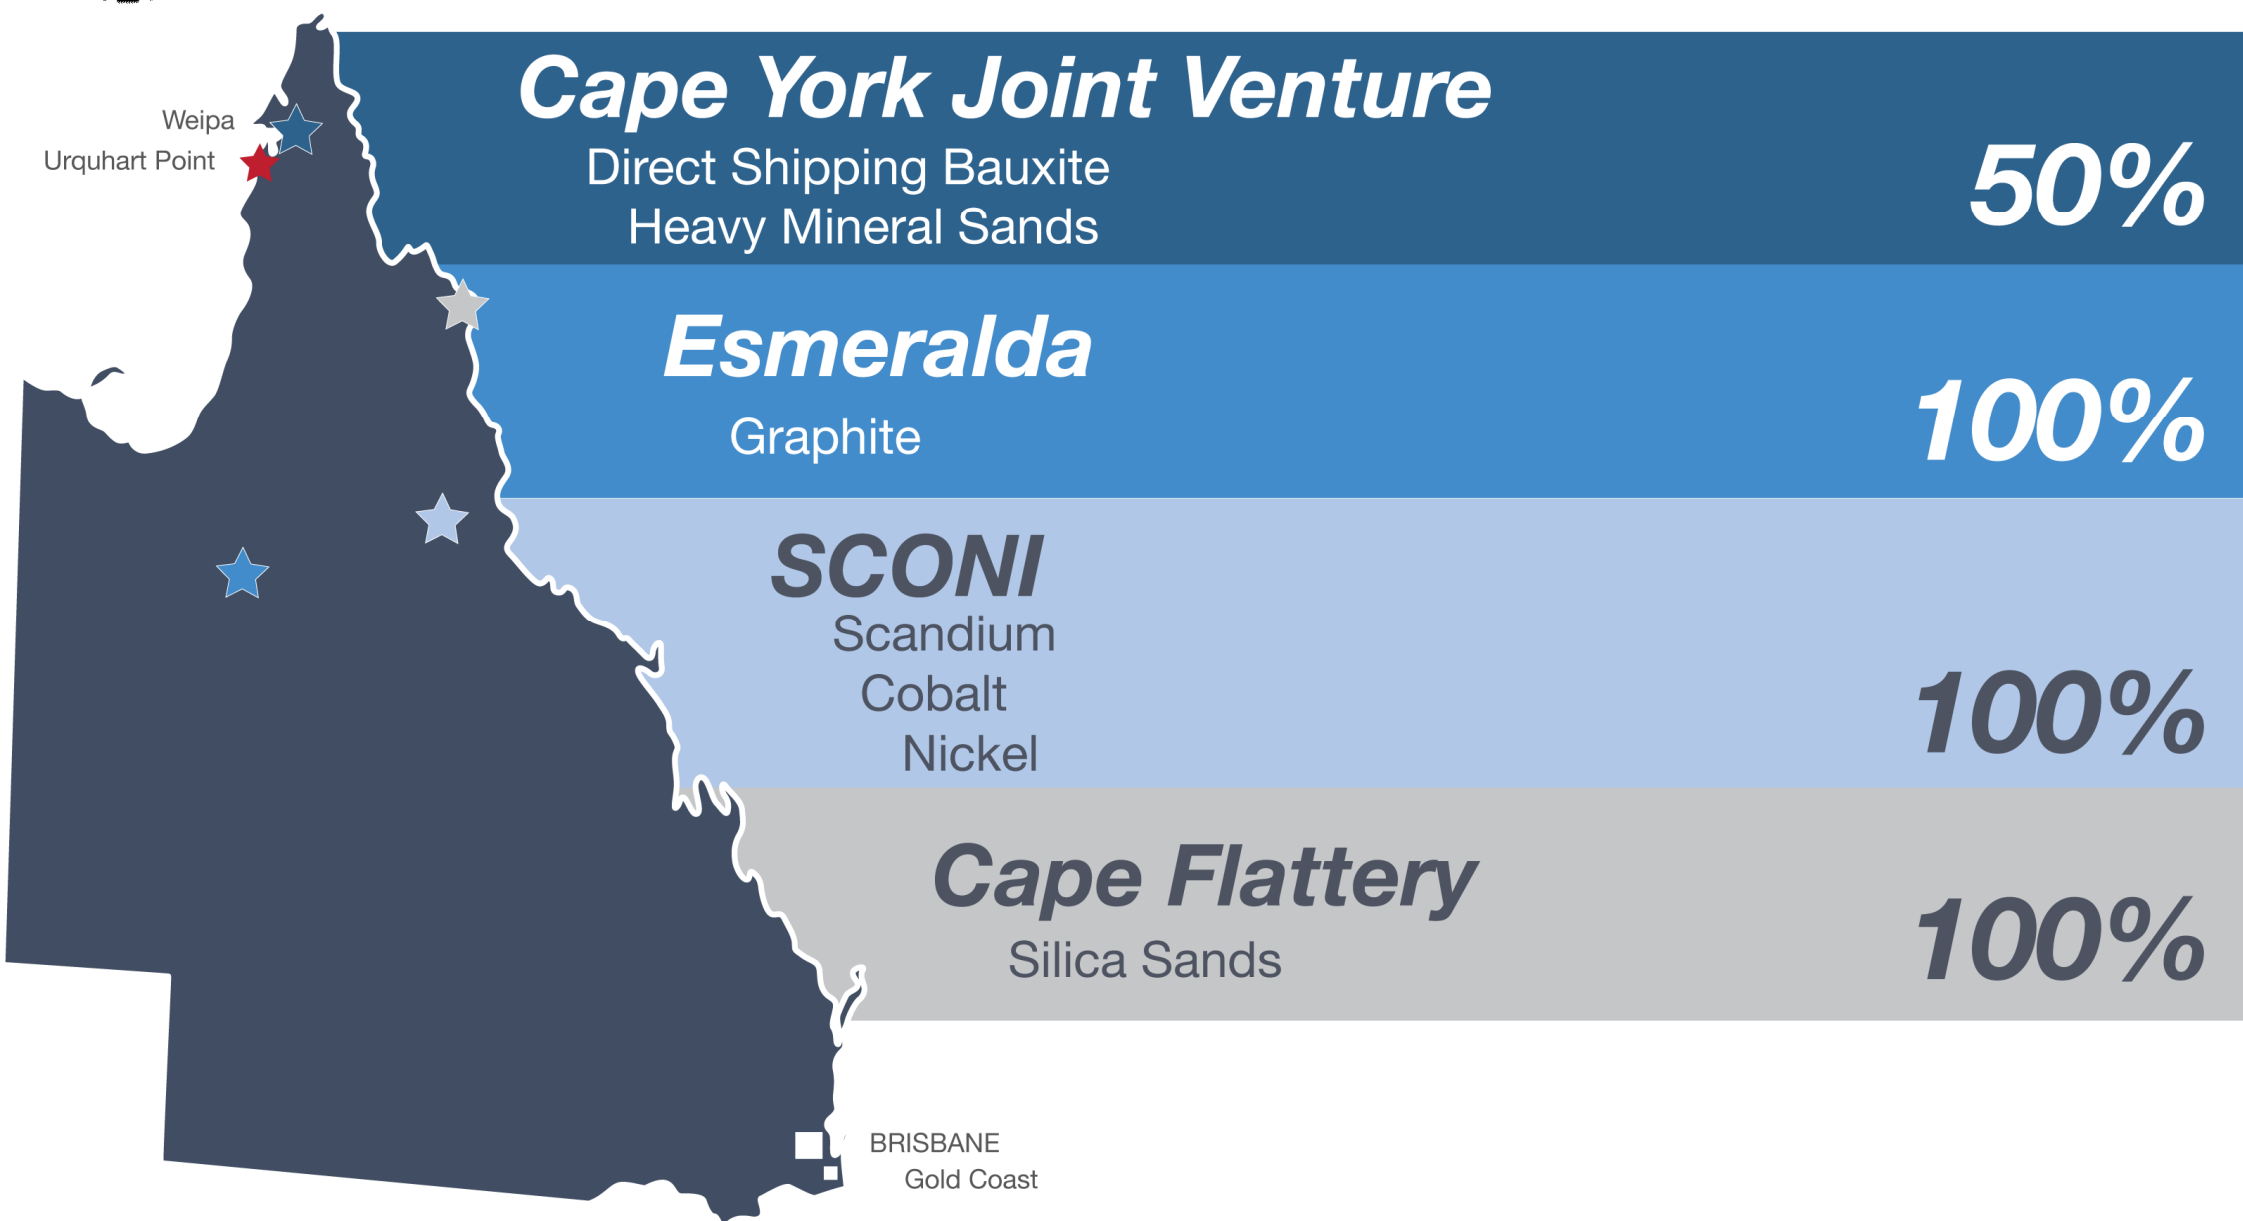 Cape York Joint Venture
Direct Shipping Bauxite
Heavy Mineral Sands
50%
Weipa
Urquhart Point
Esmeralda
Graphite
100%
SCONI
Scandium
Cobalt
Nickel
100%
Cape Flattery
Silica Sands
100%
BRISBANE
Gold Coast